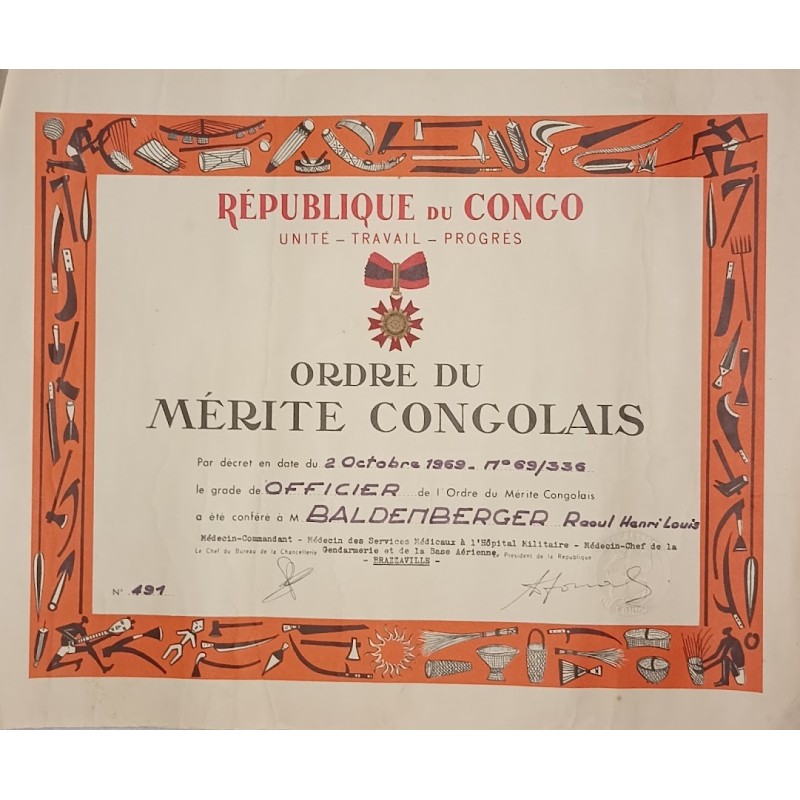 RÉPUBLIQUE DU CONGO
UNITÉ – TRAVAIL – PROGRÈS
ORDRE DU
MÉRITE CONGOLAIS
Par décret en date du 2 Octobre 1969 - N° 69/336
le grade de OFFICIER de l'Ordre du Mérite Congolais
a été conféré à M. BALDENBERGER Raoul Henri Louis
Médecin-Commandant - Médecin des Services Médicaux à l'Hôpital Militaire - Médecin-Chef de la
Le Chef du Bureau de la Chancellerie Gendarmerie et de la Base Aérienne, Président de la République
- BRAZZAVILLE -
N° 491